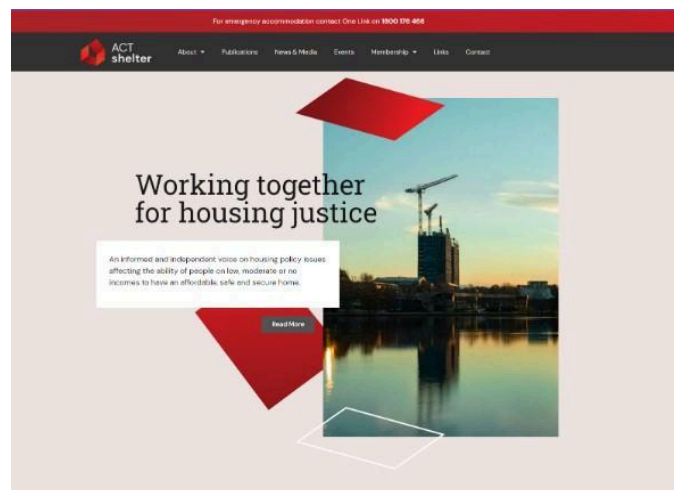 For emergency accommodation contact One Link on 1800 176 468
ACT
shelter
About
Publications
News & Media
Events
Membership
Links
Contact
Working together
for housing justice
An informed and independent voice on housing policy issues
affecting the ability of people on low, moderate or no
incomes to have an affordable, safe and secure home.
Read More